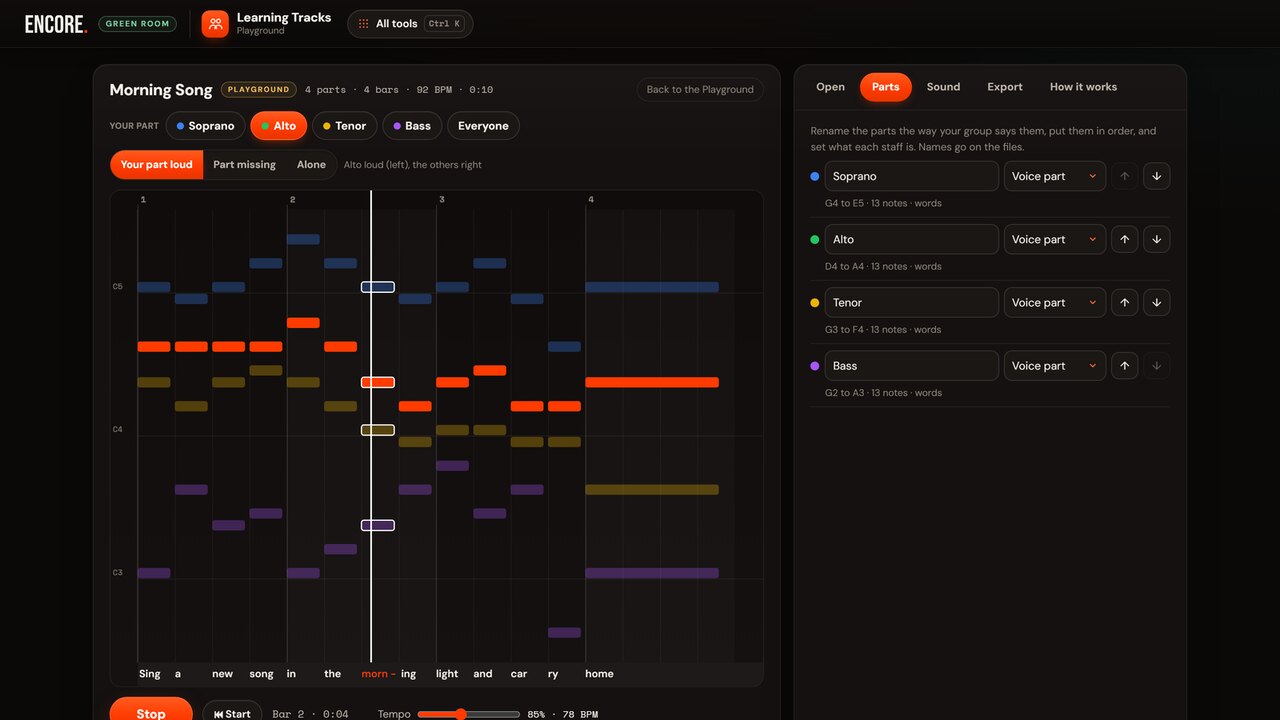 ENCORE. GREEN ROOM Learning Tracks All tools Ctrl K
Playground
Morning Song PLAYGROUND 4 parts · 4 bars · 92 BPM · 0:10 Back to the Playground
YOUR PART Soprano Alto Tenor Bass Everyone
Your part loud Part missing Alone Alto loud (left), the others right
1 2 3 4
C5
C4
C3
Sing a new song in the morn - ing light and car ry home
Stop Start Bar 2 · 0:04 Tempo 85% · 78 BPM
Open Parts Sound Export How it works
Rename the parts the way your group says them, put them in order, and
set what each staff is. Names go on the files.
Soprano Voice part
G4 to E5 · 13 notes · words
Alto Voice part
D4 to A4 · 13 notes · words
Tenor Voice part
G3 to F4 · 13 notes · words
Bass Voice part
G2 to A3 · 13 notes · words